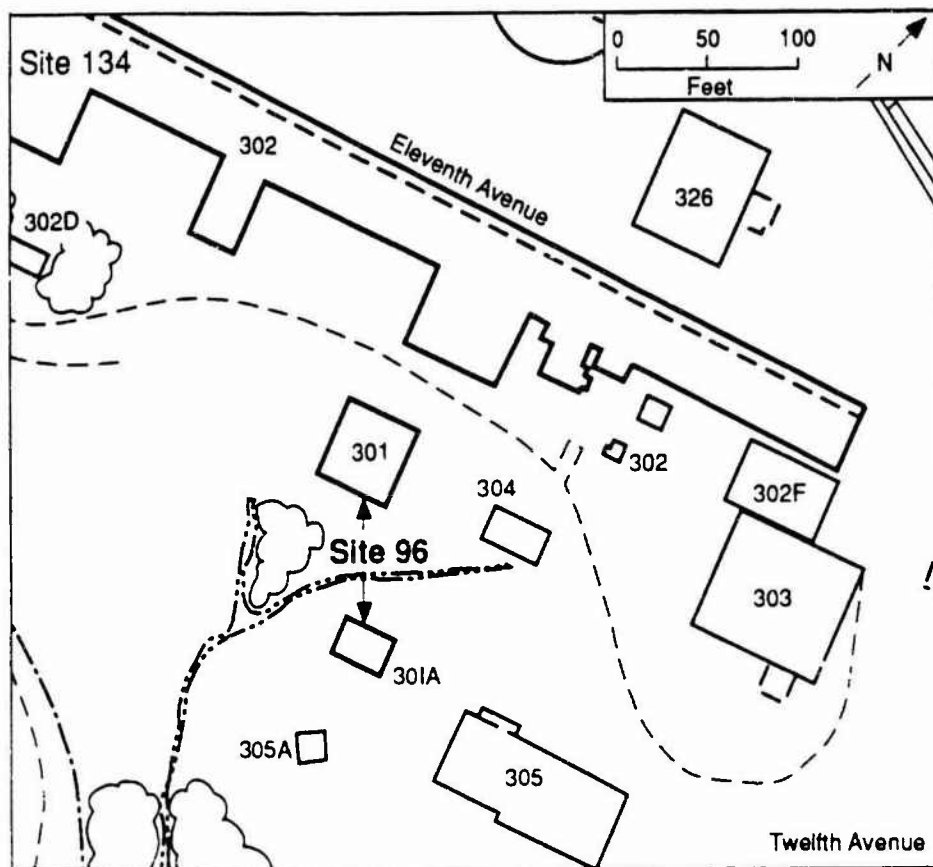 0 50 100
Feet
N
Site 134
302
Eleventh Avenue
326
302D
301
302
304
302F
Site 96
303
301A
305A
305
Twelfth Avenue